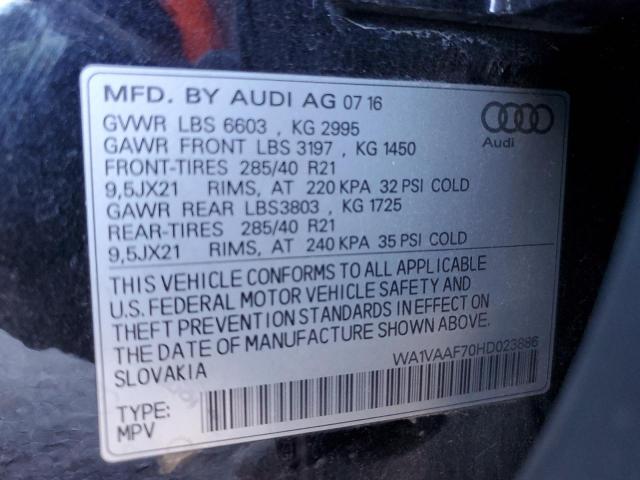 MFD. BY AUDI AG 07 16
GVWR LBS 6603 , KG 2995
GAWR FRONT LBS 3197 , KG 1450
FRONT-TIRES 285/40 R21
9,5JX21 RIMS, AT 220 KPA 32 PSI COLD
GAWR REAR LBS3803 , KG 1725
REAR-TIRES 285/40 R21
9,5JX21 RIMS, AT 240 KPA 35 PSI COLD
Audi
THIS VEHICLE CONFORMS TO ALL APPLICABLE
U.S. FEDERAL MOTOR VEHICLE SAFETY AND
THEFT PREVENTION STANDARDS IN EFFECT ON
THE DATE OF MANUFACTURE SHOWN ABOVE.
SLOVAKIA
WA1VAAF70HD023886
TYPE:
MPV